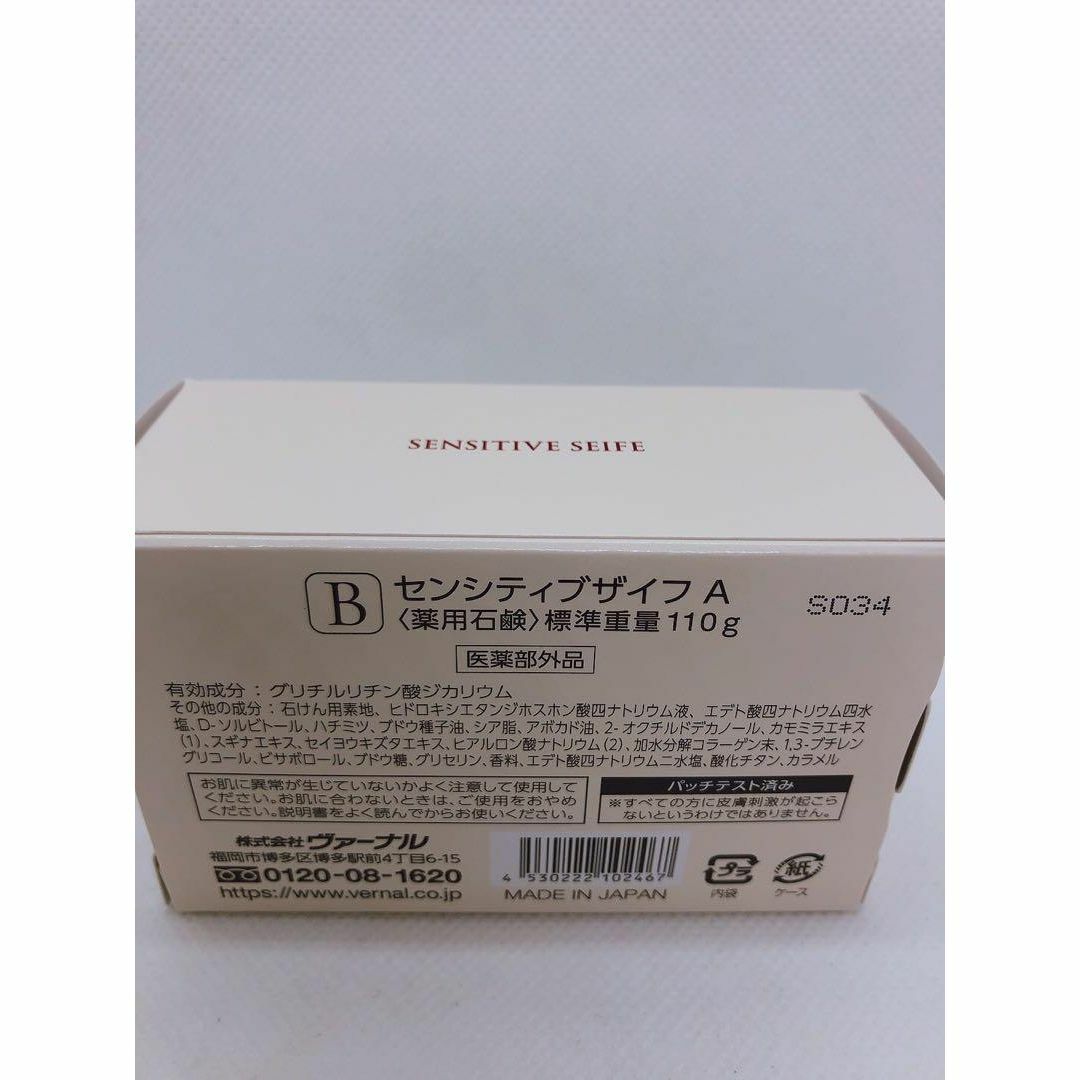 SENSITIVE SEIFE
B
センシティブザイフ A
〈薬用石鹸〉標準重量110g
S034
医薬部外品
有効成分：グリチルリチン酸ジカリウム
その他の成分：石けん用素地、ヒドロキシエタンジホスホン酸四ナトリウム液、エデト酸四ナトリウム四水
塩、D-ソルビトール、ハチミツ、ブドウ種子油、シア脂、アボカド油、2-オクチルドデカノール、カモミラエキス
(1)、スギナエキス、セイヨウキズタエキス、ヒアルロン酸ナトリウム(2)、加水分解コラーゲン末、1,3-ブチレン
グリコール、ビサボロール、ブドウ糖、グリセリン、香料、エデト酸四ナトリウム二水塩、酸化チタン、カラメル
お肌に異常が生じていないかよく注意して使用して
ください。お肌に合わないときは、ご使用をおやめ
ください。説明書をよく読んでからお使いください。
パッチテスト済み
※すべての方に皮膚刺激が起こら
ないというわけではありません。
株式会社ヴァーナル
福岡市博多区博多駅前4丁目6-15
0120-08-1620
https://www.vernal.co.jp
4 530222 102467
MADE IN JAPAN
プラ
内袋
紙
ケース